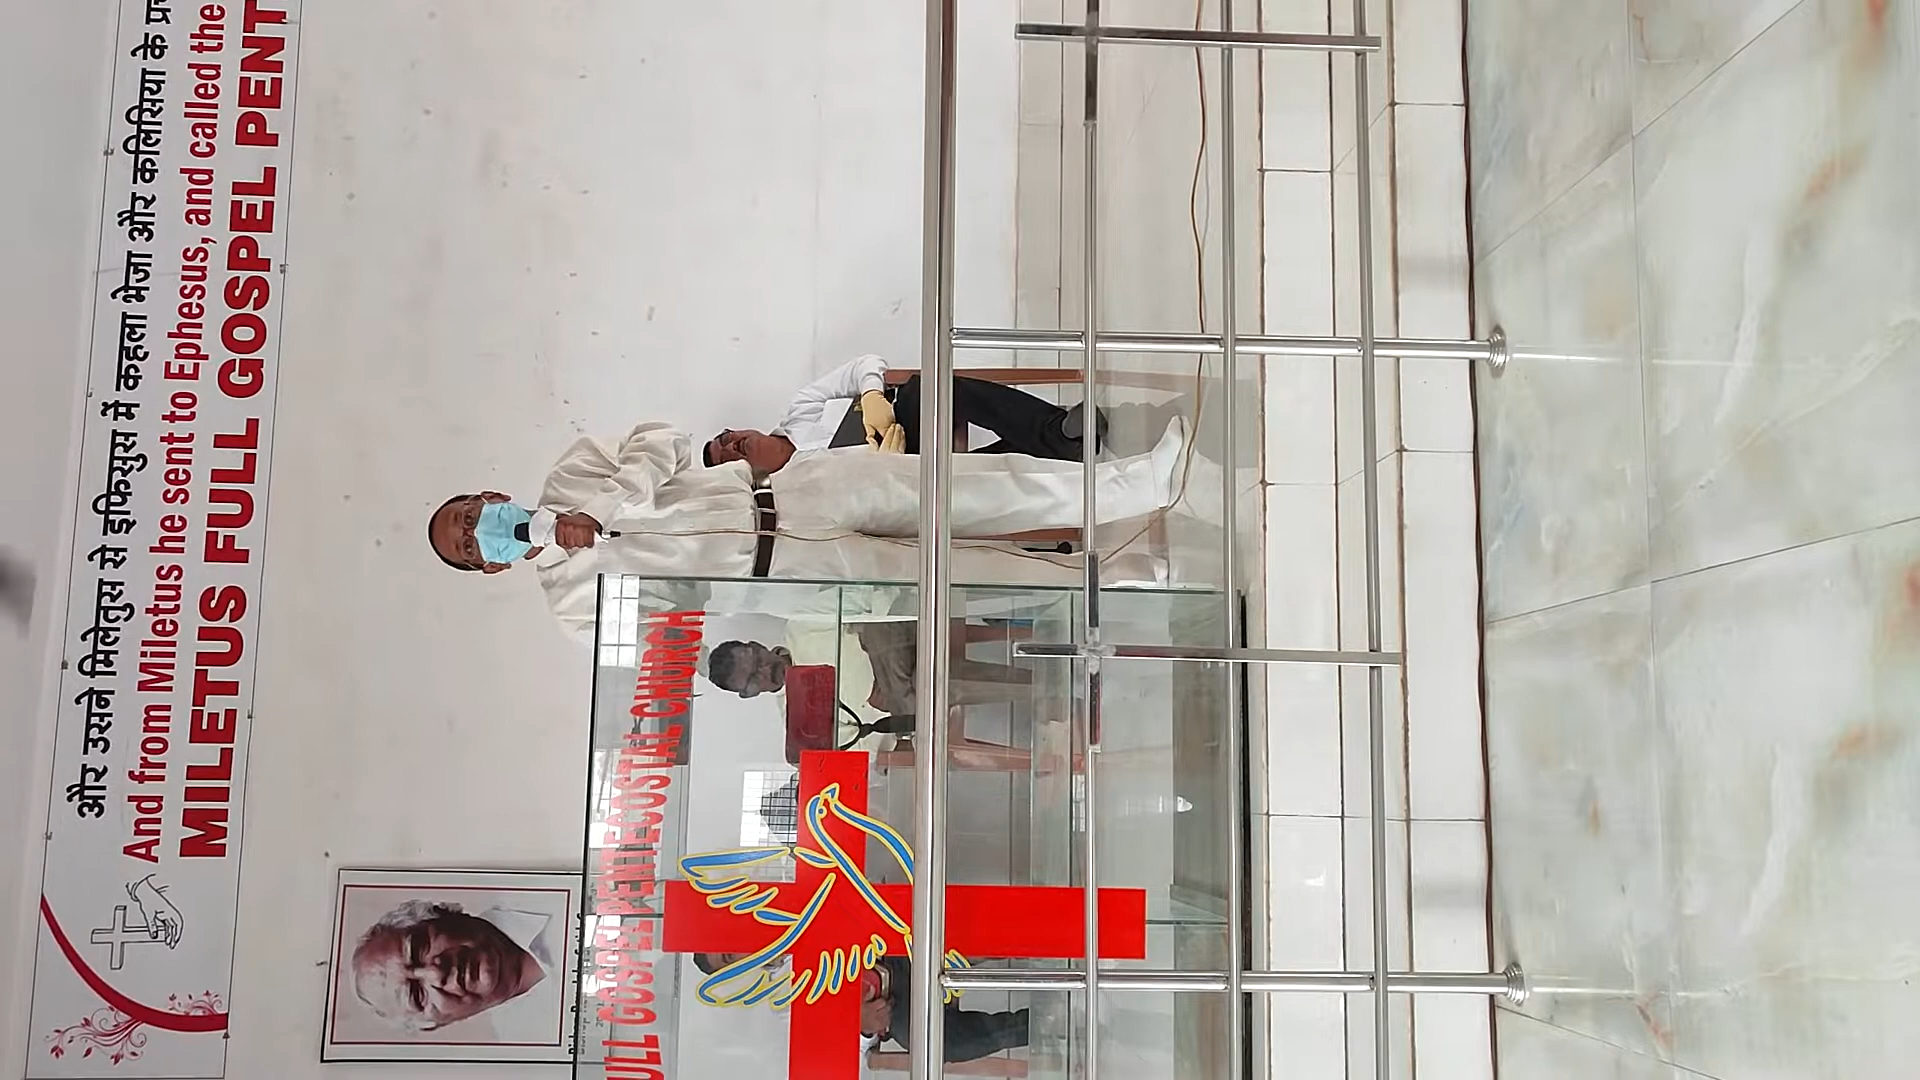 और उसने मिलेतुस से इफिसुस में कहला भेजा और कलिसिया के
And from Miletus he sent to Ephesus, and called the
MILETUS FULL GOSPEL PENT
ULL GOSPEL PENTECOSTAL CHURCH